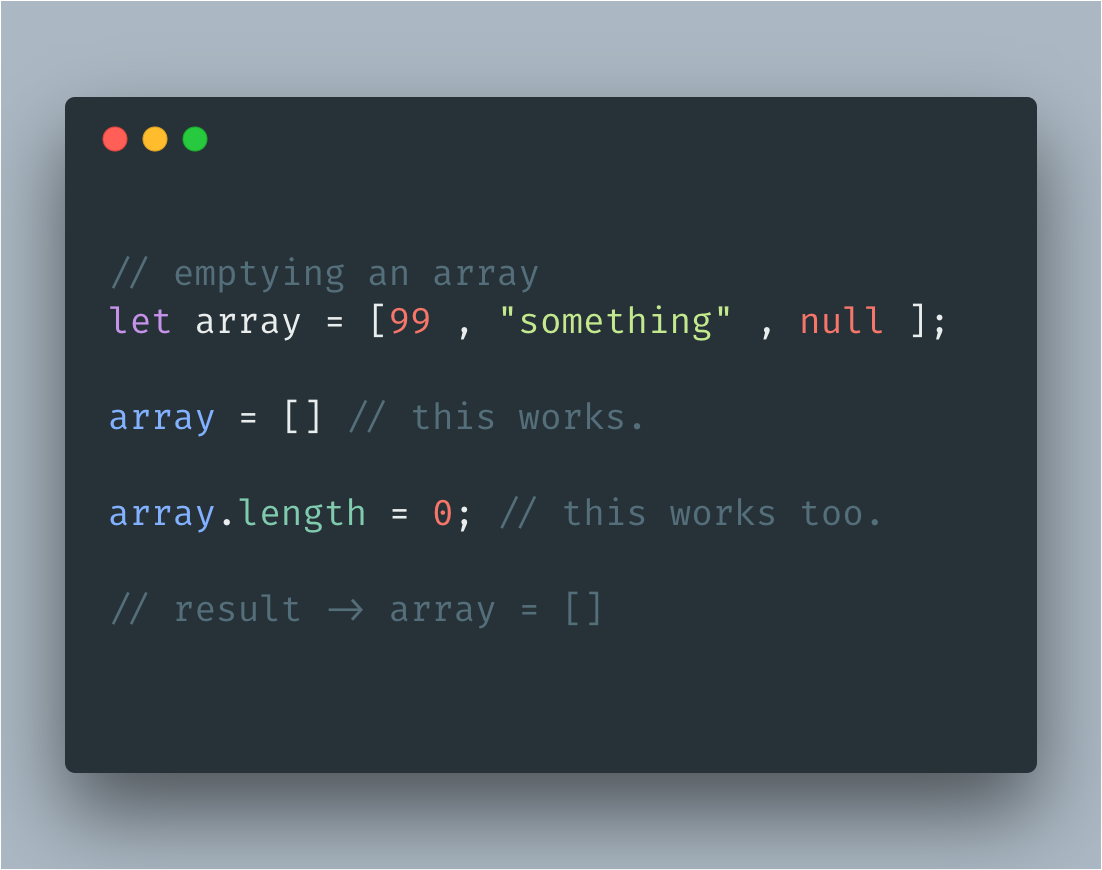 // emptying an array
let array = [99 , "something" , null ];
array = [] // this works.
array.length = 0; // this works too.
// result -> array = []